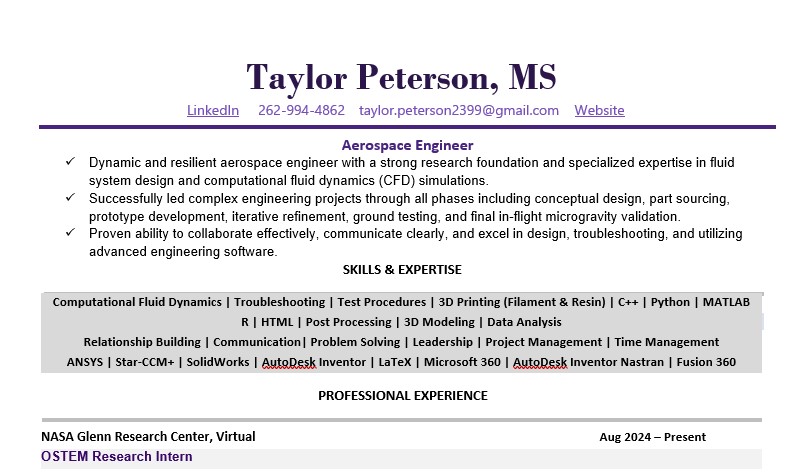 Taylor Peterson, MS
LinkedIn 262-994-4862 taylor.peterson2399@gmail.com Website
Aerospace Engineer
✓ Dynamic and resilient aerospace engineer with a strong research foundation and specialized expertise in fluid
system design and computational fluid dynamics (CFD) simulations.
✓ Successfully led complex engineering projects through all phases including conceptual design, part sourcing,
prototype development, iterative refinement, ground testing, and final in-flight microgravity validation.
✓ Proven ability to collaborate effectively, communicate clearly, and excel in design, troubleshooting, and utilizing
advanced engineering software.
SKILLS & EXPERTISE
Computational Fluid Dynamics | Troubleshooting | Test Procedures | 3D Printing (Filament & Resin) | C++ | Python | MATLAB
R | HTML | Post Processing | 3D Modeling | Data Analysis
Relationship Building | Communication| Problem Solving | Leadership | Project Management | Time Management
ANSYS | Star-CCM+ | SolidWorks | AutoDesk Inventor | LaTeX | Microsoft 360 | AutoDesk Inventor Nastran | Fusion 360
PROFESSIONAL EXPERIENCE
NASA Glenn Research Center, Virtual Aug 2024 – Present
OSTEM Research Intern